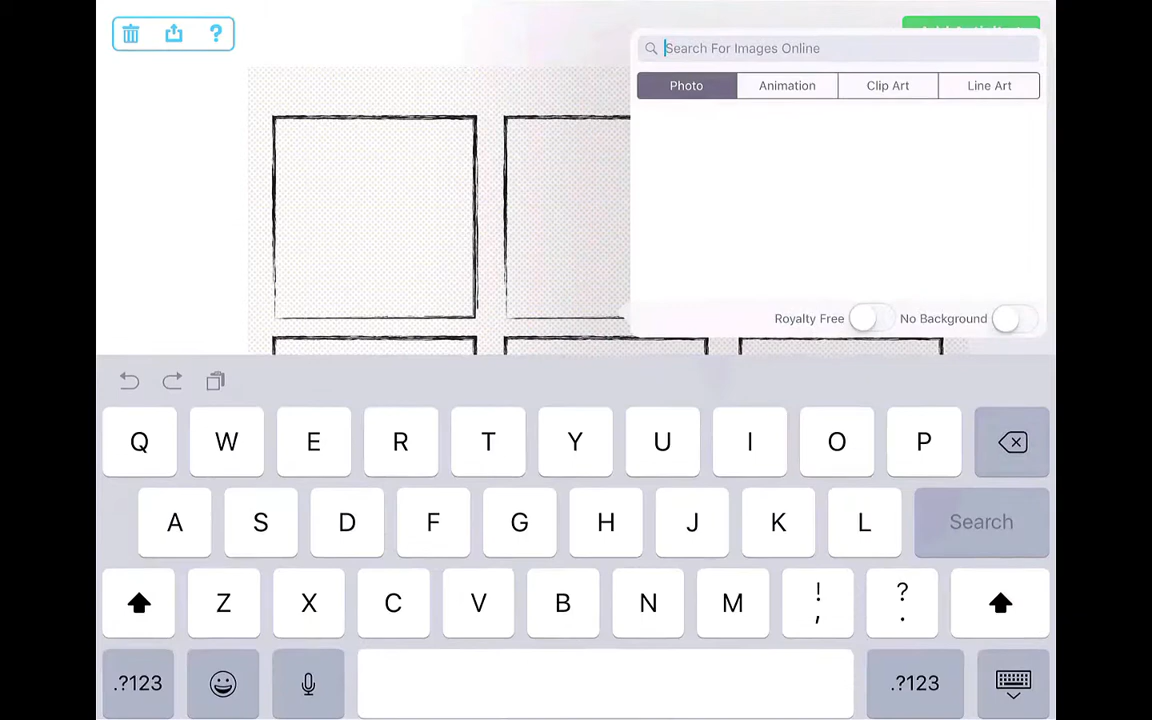 ?
Search For Images Online
Photo Animation Clip Art Line Art
Royalty Free No Background
Q W E R T Y U I O P
A S D F G H J K L Search
Z X C V B N M ! , ? .
.?123 .?123